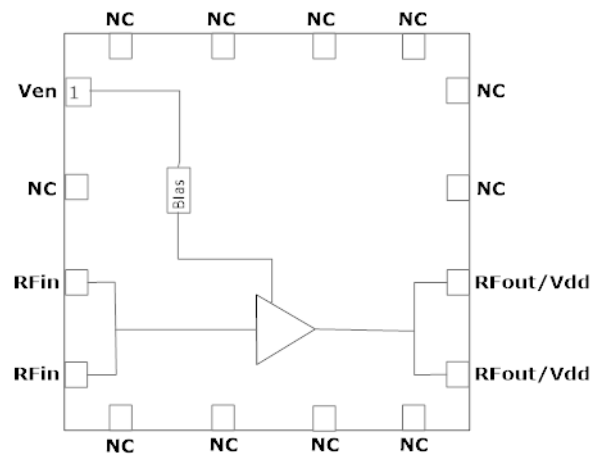 NC NC NC NC
Ven 1 NC
NC Bias NC
RFin RFout/Vdd
RFin RFout/Vdd
NC NC NC NC